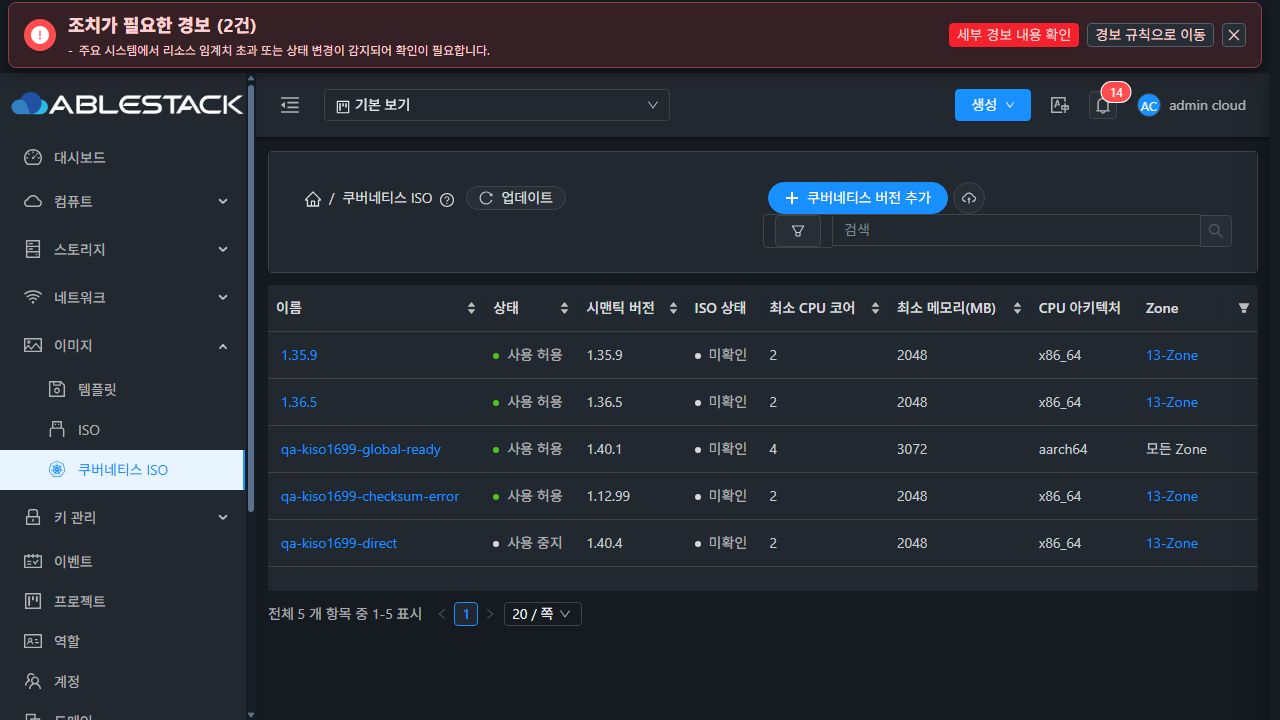 조치가 필요한 경보 (2건)
- 주요 시스템에서 리소스 임계치 초과 또는 상태 변경이 감지되어 확인이 필요합니다.
세부 경보 내용 확인
경보 규칙으로 이동
ABLESTACK
기본 보기
생성
14
AC
admin cloud
대시보드
컴퓨트
스토리지
네트워크
이미지
템플릿
ISO
쿠버네티스 ISO
키 관리
이벤트
프로젝트
역할
계정
도메인
/ 쿠버네티스 ISO
업데이트
쿠버네티스 버전 추가
검색
이름 상태 시맨틱 버전 ISO 상태 최소 CPU 코어 최소 메모리(MB) CPU 아키텍처 Zone
1.35.9 사용 허용 1.35.9 미확인 2 2048 x86_64 13-Zone
1.36.5 사용 허용 1.36.5 미확인 2 2048 x86_64 13-Zone
qa-kiso1699-global-ready 사용 허용 1.40.1 미확인 4 3072 aarch64 모든 Zone
qa-kiso1699-checksum-error 사용 허용 1.12.99 미확인 2 2048 x86_64 13-Zone
qa-kiso1699-direct 사용 중지 1.40.4 미확인 2 2048 x86_64 13-Zone
전체 5 개 항목 중 1-5 표시
1
20 / 쪽